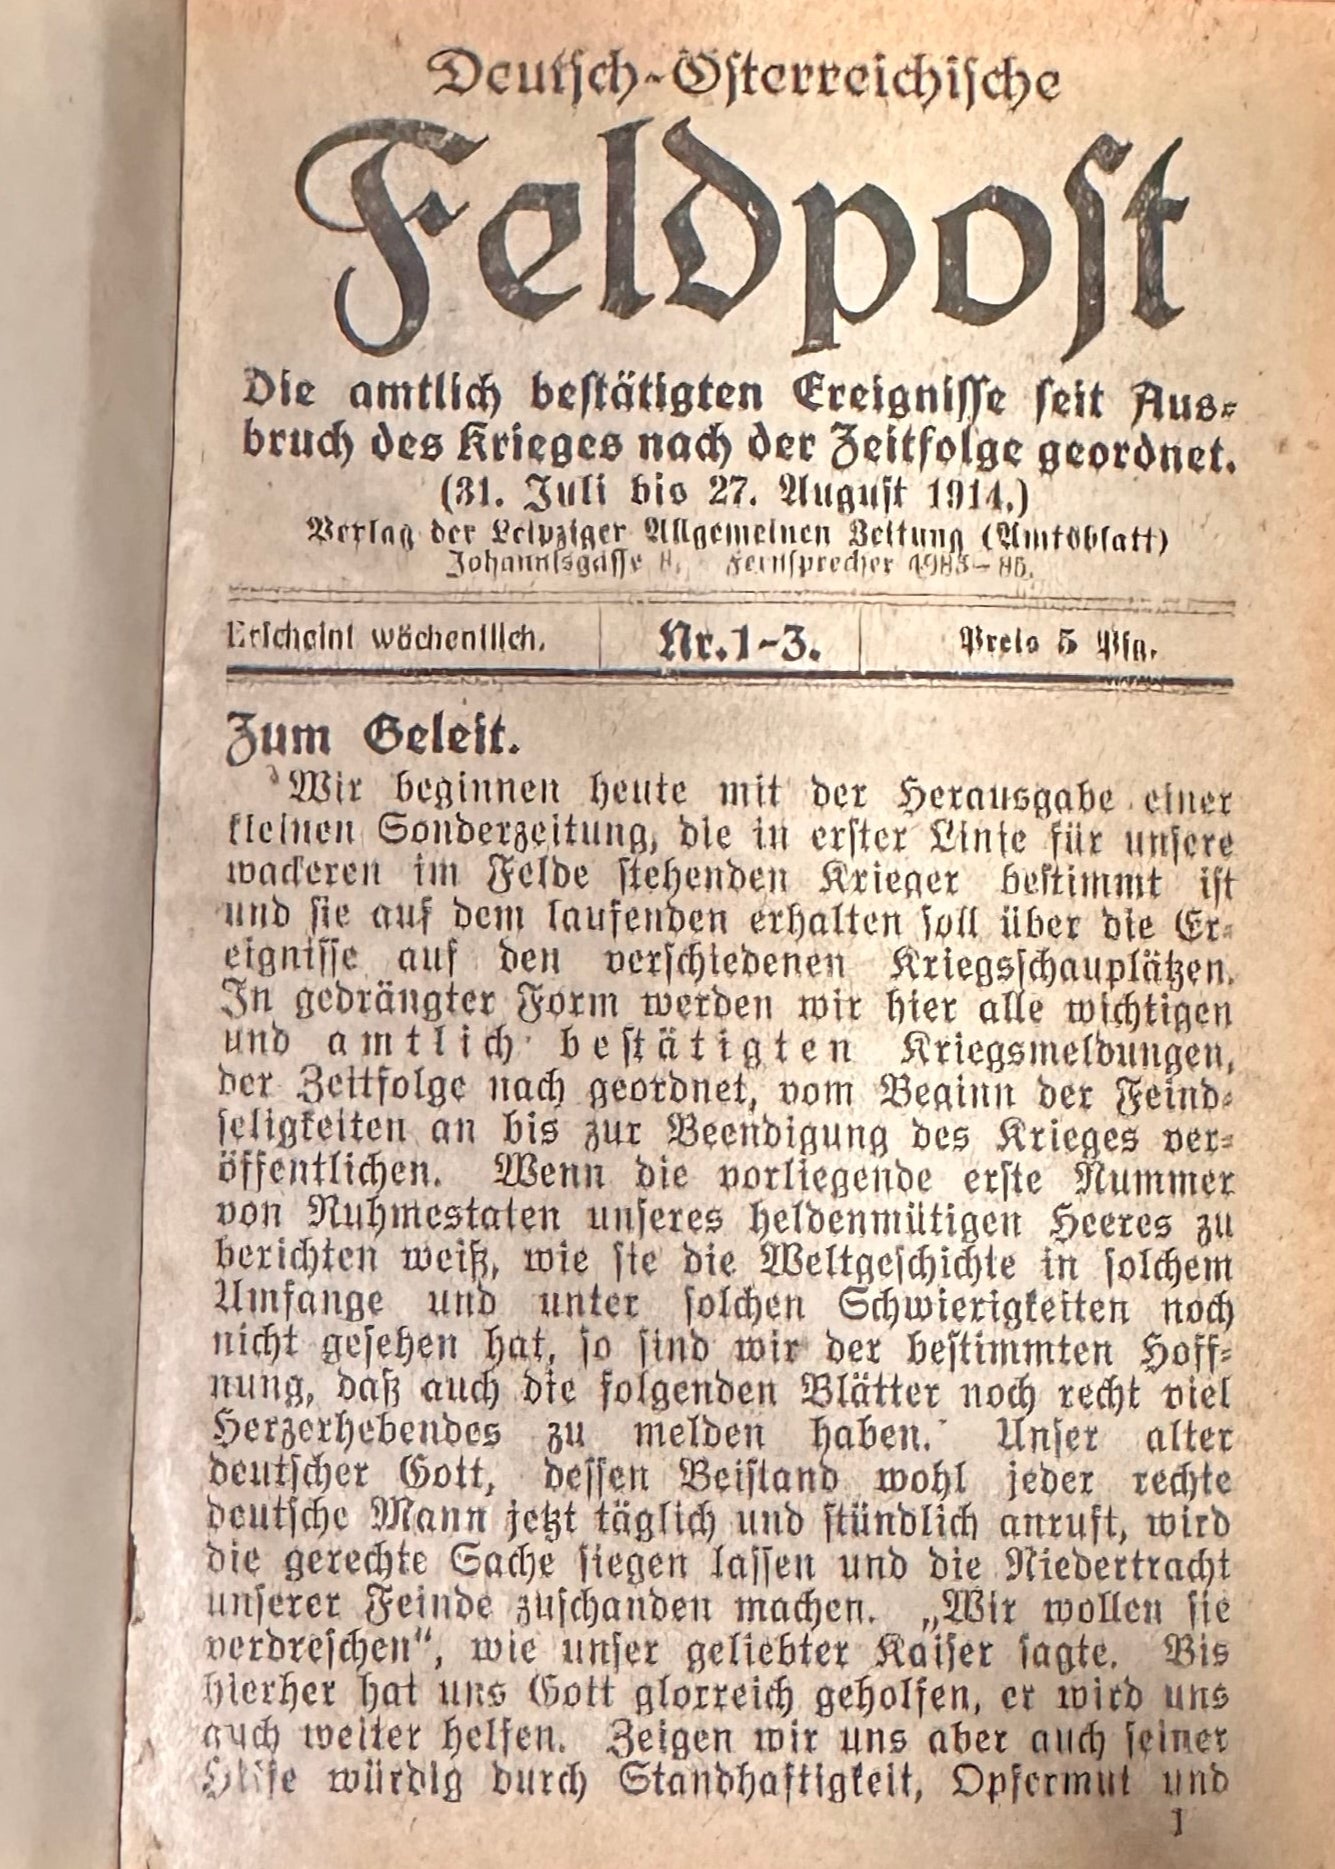 Deutsch-Österreichische
Feldpost
Die amtlich bestätigten Ereignisse seit Aus-
bruch des Krieges nach der Zeitfolge geordnet.
(31. Juli bis 27. August 1914.)
Verlag der Leipziger Allgemeinen Zeitung (Amtsblatt)
Johannisgasse 8. Fernsprecher 4983-85.
Erscheint wöchentlich.
Nr. 1-3.
Preis 5 Pfg.
Zum Geleit.
Wir beginnen heute mit der Herausgabe einer
kleinen Sonderzeitung, die in erster Linie für unsere
wackeren im Felde stehenden Krieger bestimmt ist
und sie auf dem laufenden erhalten soll über die Er-
eignisse auf den verschiedenen Kriegsschauplätzen.
In gedrängter Form werden wir hier alle wichtigen
und amtlich bestätigten Kriegsmeldungen,
der Zeitfolge nach geordnet, vom Beginn der Feind-
seligkeiten an bis zur Beendigung des Krieges ver-
öffentlichen. Wenn die vorliegende erste Nummer
von Ruhmestaten unseres heldenmütigen Heeres zu
berichten weiß, wie sie die Weltgeschichte in solchem
Umfange und unter solchen Schwierigkeiten noch
nicht gesehen hat, so sind wir der bestimmten Hoff-
nung, daß auch die folgenden Blätter noch recht viel
Herzerhebendes zu melden haben. Unser alter
deutscher Gott, dessen Beistand wohl jeder rechte
deutsche Mann jetzt täglich und stündlich anruft, wird
die gerechte Sache siegen lassen und die Niedertracht
unserer Feinde zuschanden machen. „Wir wollen sie
verdreschen“, wie unser geliebter Kaiser sagte. Bis
hierher hat uns Gott glorreich geholfen, er wird uns
auch weiter helfen. Zeigen wir uns aber auch seiner
Hilfe würdig durch Standhaftigkeit, Opfermut und
1